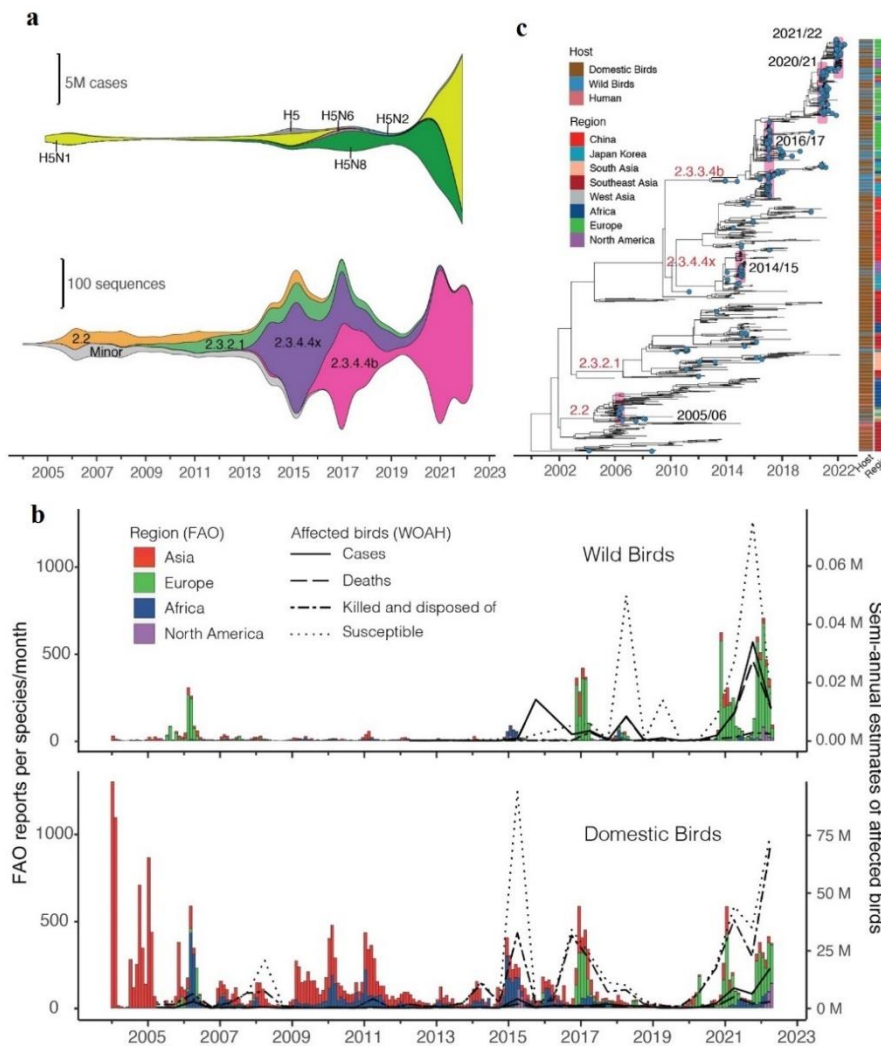 a
5M cases
H5N1
H5
H5N6
H5N2
H5N8
100 sequences
2.2
Minor
2.3.2.1
2.3.4.4x
2.3.4.4b
2005 2007 2009 2011 2013 2015 2017 2019 2021 2023
c
Host
Domestic Birds
Wild Birds
Human
Region
China
Japan Korea
South Asia
Southeast Asia
West Asia
Africa
Europe
North America
2021/22
2020/21
2016/17
2.3.3.4b
2.3.4.4x
2014/15
2.3.2.1
2.2
2005/06
2002 2006 2010 2014 2018 2022
Host
Regi
b
Region (FAO)
Asia
Europe
Africa
North America
Affected birds (WOAH)
Cases
Deaths
Killed and disposed of
Susceptible
Wild Birds
1000
500
0
0.06 M
0.04 M
0.02 M
0.00 M
FAO reports per species/month
Semi-annual estimates of affected birds
Domestic Birds
1000
500
0
75 M
50 M
25 M
0 M
2005 2007 2009 2011 2013 2015 2017 2019 2021 2023